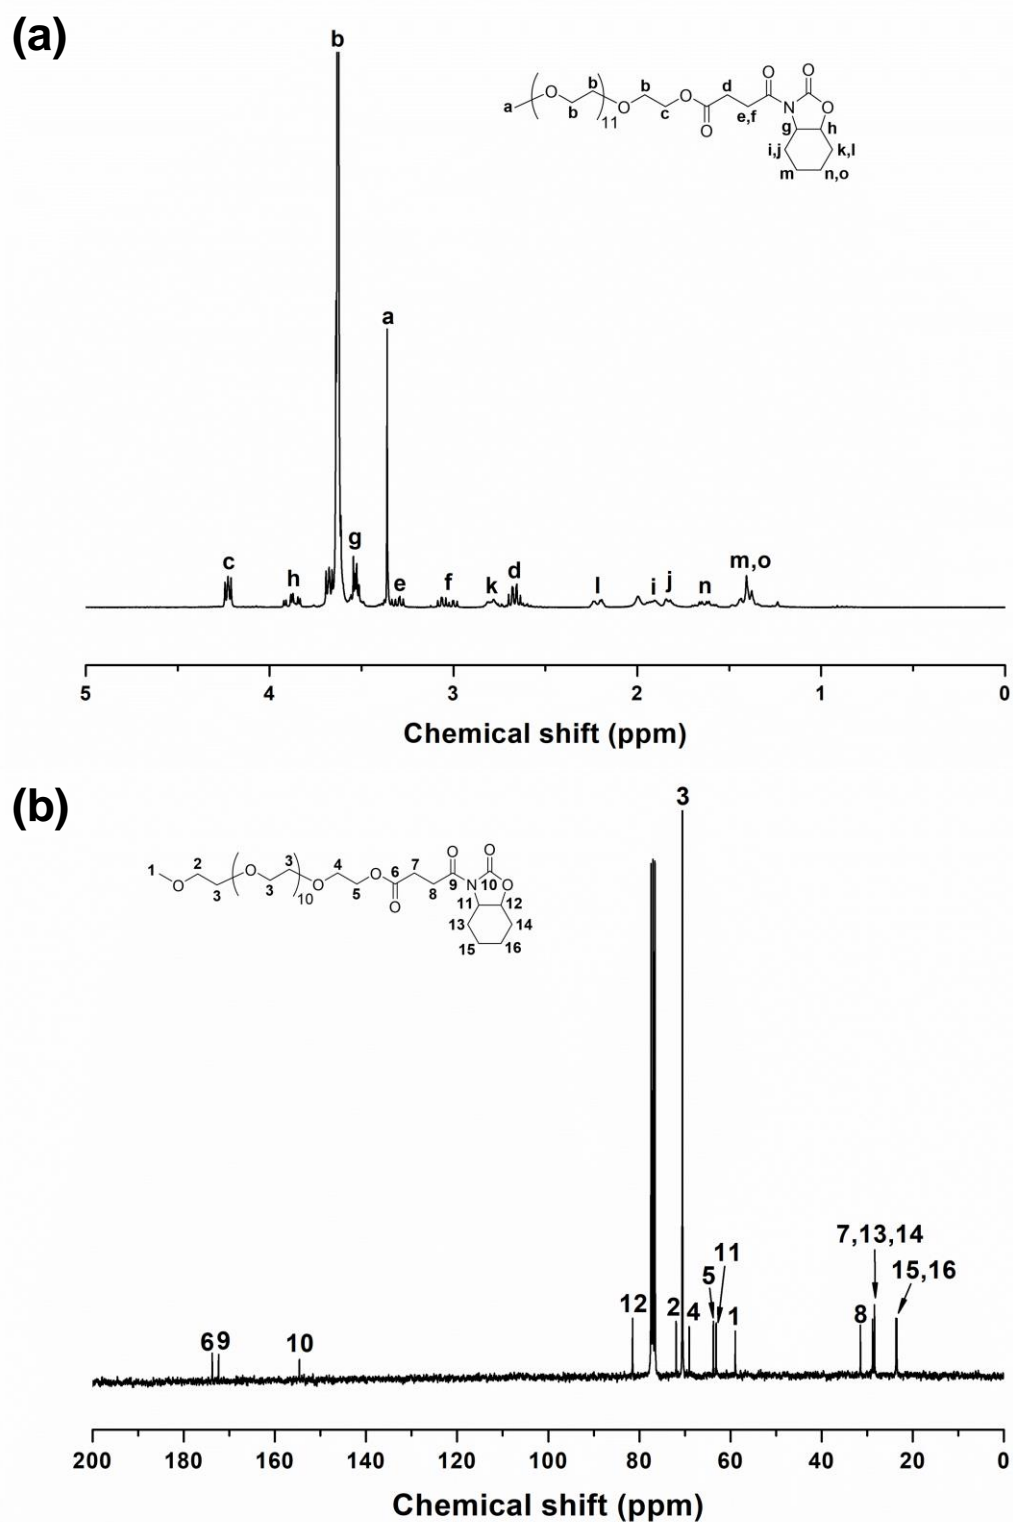 (a)
b
a
O
b
b
11
O
b
c
O
O
d
e,f
O
N
O
O
g
h
i,j
k,l
m
n,o
a
c
h
g
e
f
k
d
l
i
j
n
m,o
5
4
3
2
1
0
Chemical shift (ppm)
(b)
3
1
O
2
3
O
3
3
10
O
4
5
O
6
O
7
8
O
9
N
10
O
O
11
12
13
14
15
16
7,13,14
15,16
11
5
12
2
4
1
8
6
9
10
200
180
160
140
120
100
80
60
40
20
0
Chemical shift (ppm)